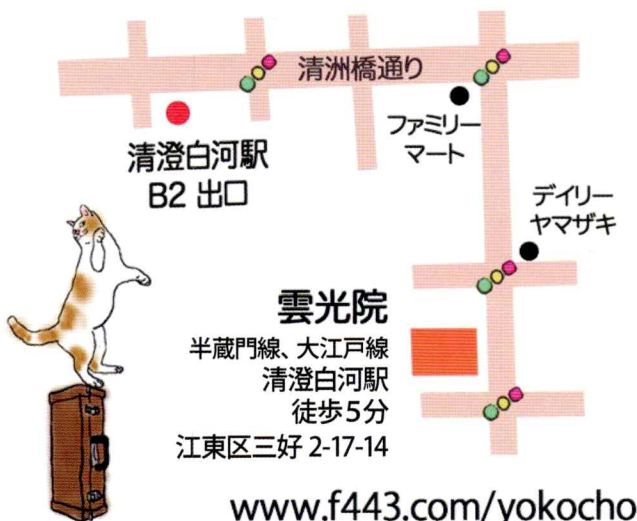 清洲橋通り
ファミリー
マート
清澄白河駅
B2 出口
デイリー
ヤマザキ
雲光院
半蔵門線、大江戸線
清澄白河駅
徒歩5分
江東区三好 2-17-14
www.f443.com/yokocho